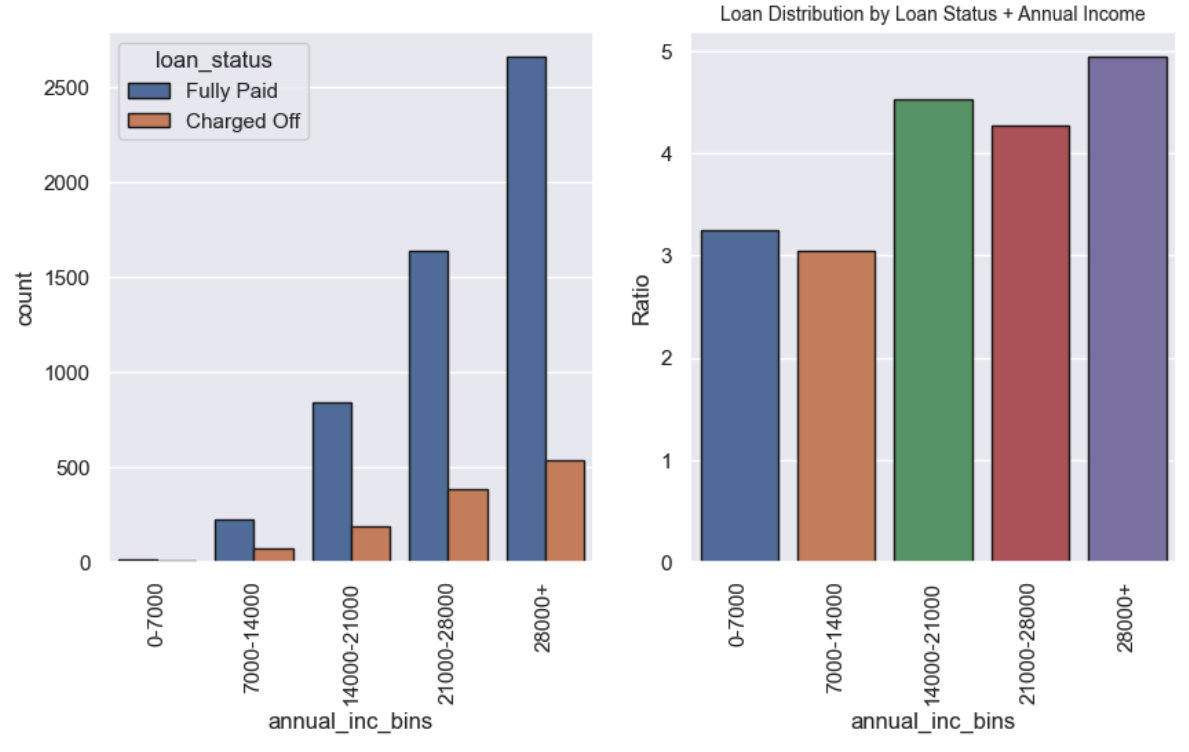 loan_status
Fully Paid
Charged Off
2500
2000
1500
1000
500
0
count
0-7000
7000-14000
14000-21000
21000-28000
28000+
annual_inc_bins
Loan Distribution by Loan Status + Annual Income
5
4
3
2
1
0
Ratio
0-7000
7000-14000
14000-21000
21000-28000
28000+
annual_inc_bins